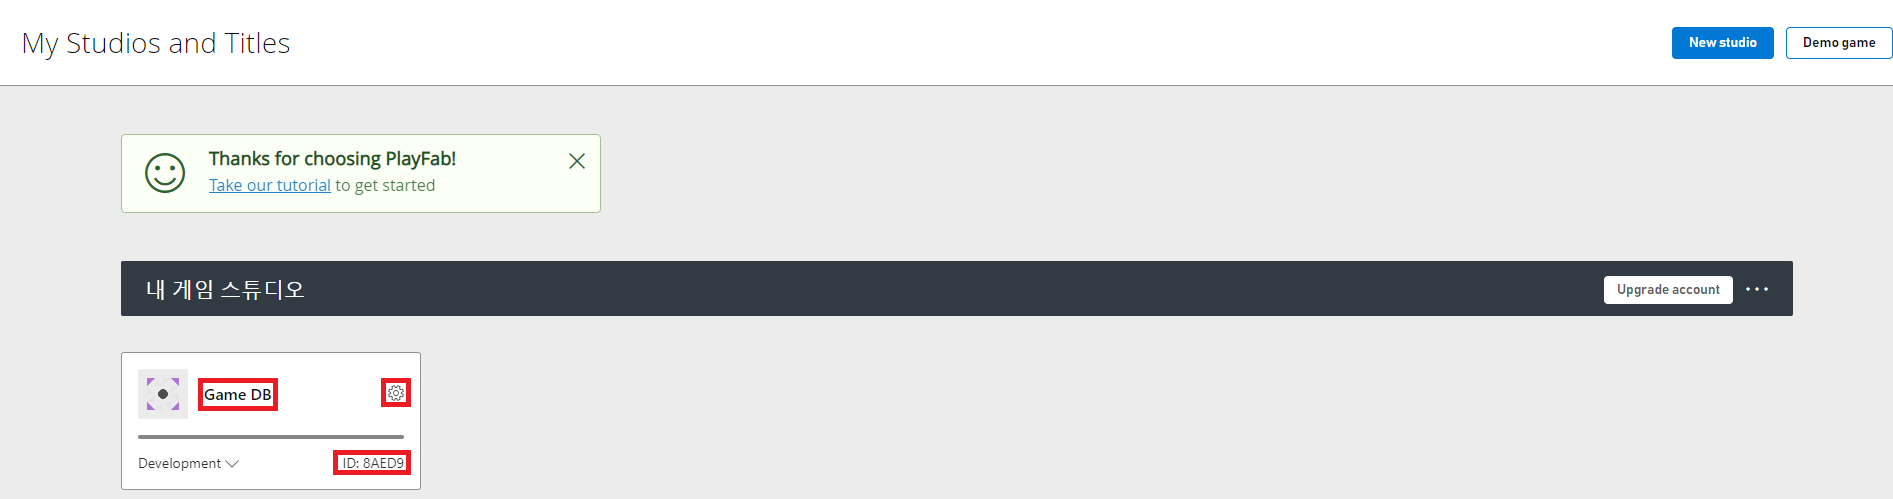 My Studios and Titles
New studio
Demo game
Thanks for choosing PlayFab!
Take our tutorial to get started
내 게임 스튜디오
Upgrade account
Game DB
Development
ID: 8AED9